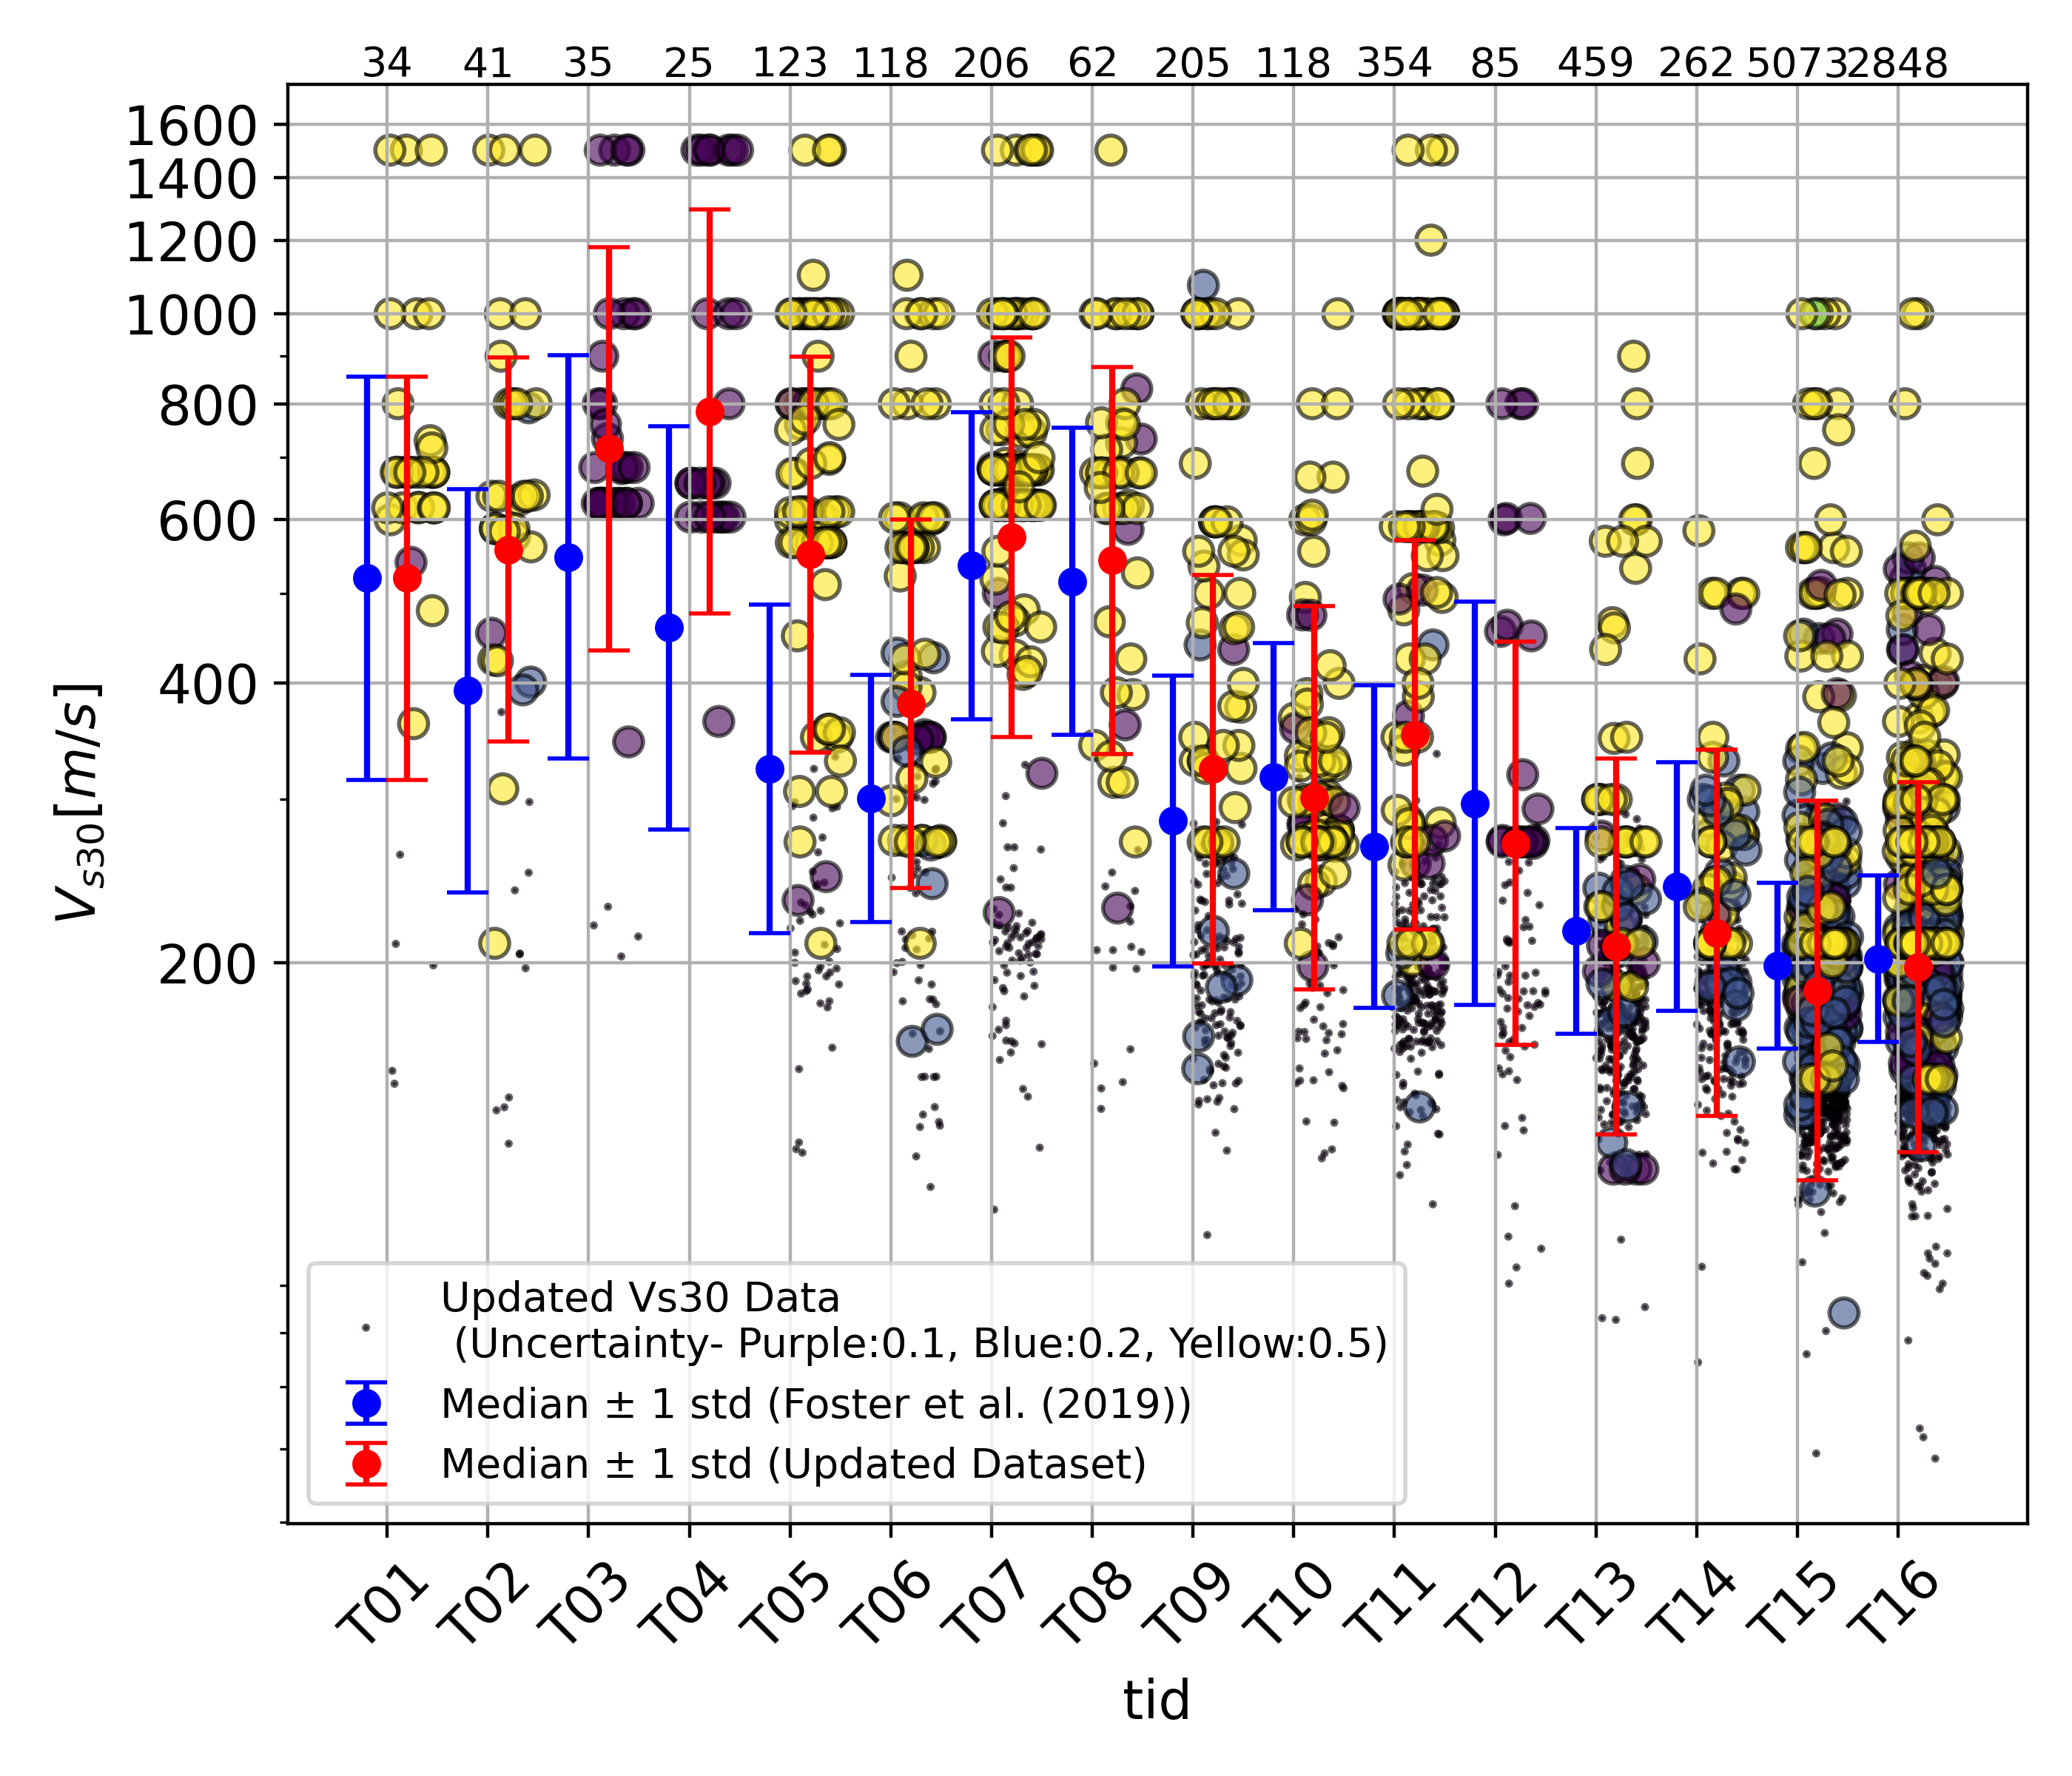 34 41 35 25 123 118 206 62 205 118 354 85 459 262 5073 2848
1600
1400
1200
1000
800
600
400
200
Vs30[m/s]
Updated Vs30 Data
(Uncertainty- Purple:0.1, Blue:0.2, Yellow:0.5)
Median ± 1 std (Foster et al. (2019))
Median ± 1 std (Updated Dataset)
T01 T02 T03 T04 T05 T06 T07 T08 T09 T10 T11 T12 T13 T14 T15 T16
tid